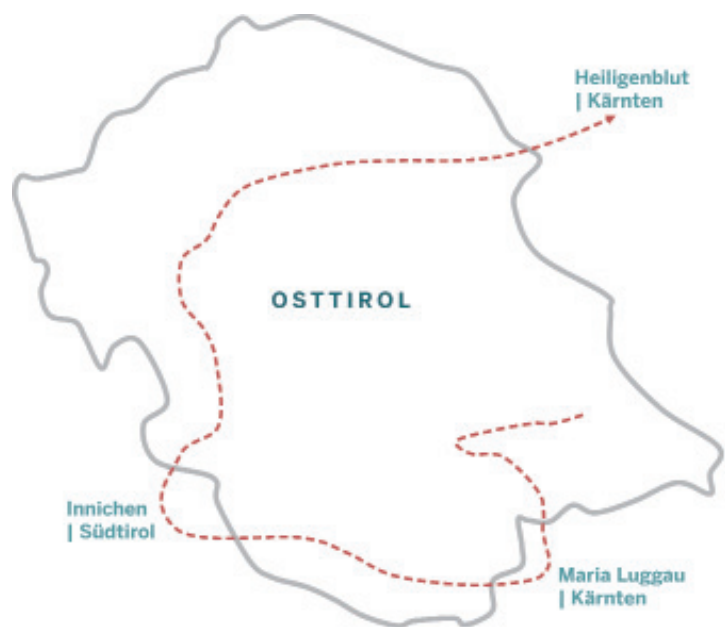 Heiligenblut
| Kärnten
OSTTIROL
Innichen
| Südtirol
Maria Luggau
| Kärnten